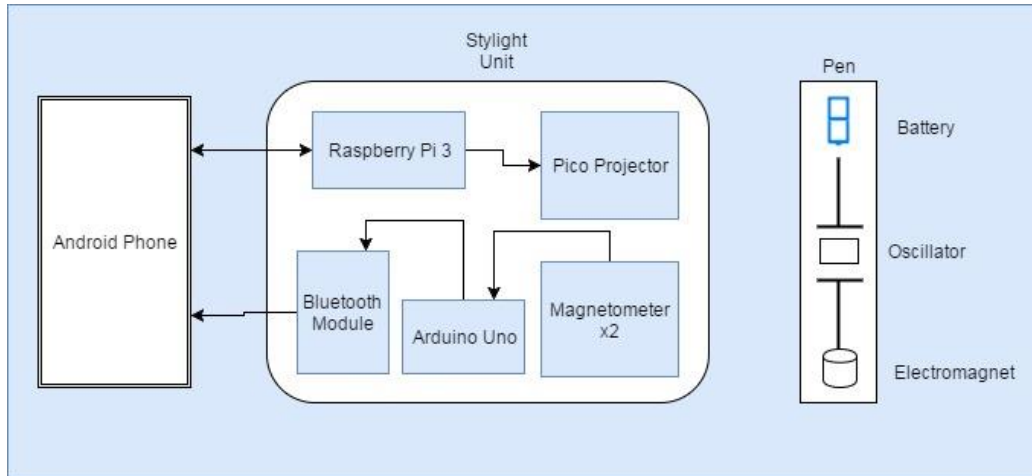 Stylight
Unit
Pen
Raspberry Pi 3
Pico Projector
Battery
Android Phone
Bluetooth
Module
Arduino Uno
Magnetometer
x2
Oscillator
Electromagnet